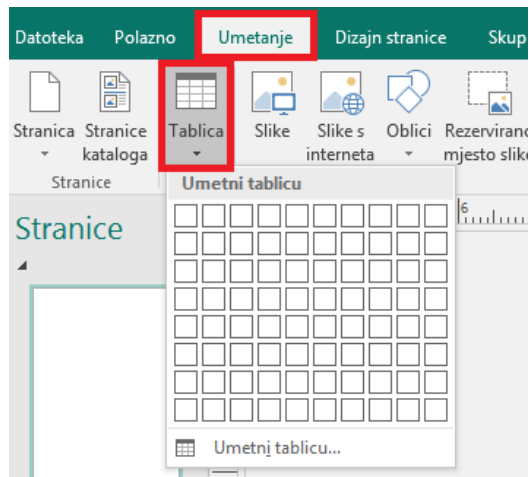 Datoteka Polazno Umetanje Dizajn stranice Skup
Stranica Stranice kataloga Tablica Slike Slike s interneta Oblici Rezervirano mjesto slike
Stranice
Umetni tablicu
6
Stranice
Umetni tablicu...